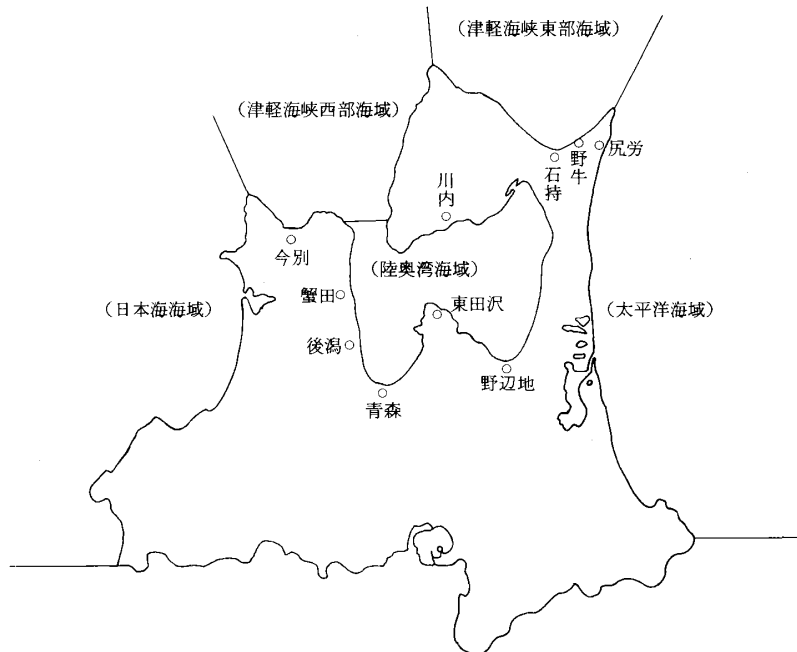 （津軽海峡東部海域）
（津軽海峡西部海域）
尻労
野牛
石持
川内
今別
（陸奥湾海域）
蟹田
（日本海海域）
東田沢
（太平洋海域）
後潟
野辺地
青森